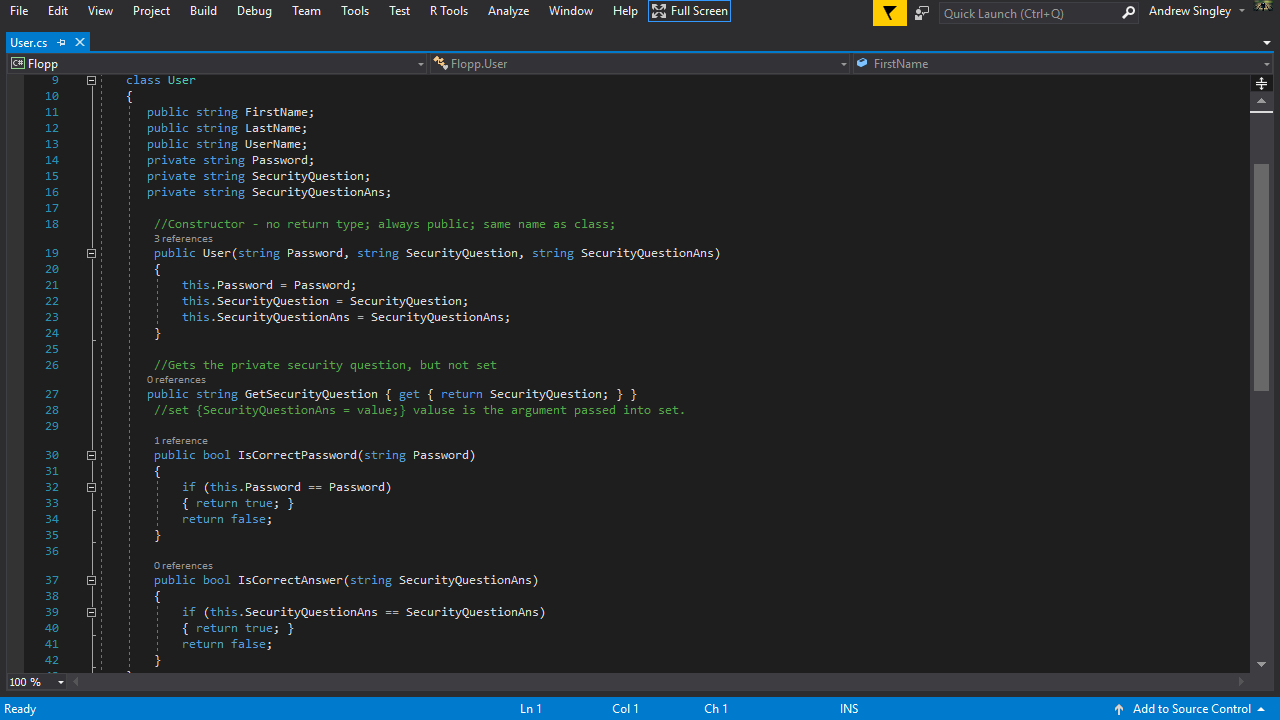 File Edit View Project Build Debug Team Tools Test R Tools Analyze Window Help Full Screen Quick Launch (Ctrl+Q) Andrew Singley
User.cs
C# Flopp Flopp.User FirstName
9 class User
10 {
11 public string FirstName;
12 public string LastName;
13 public string UserName;
14 private string Password;
15 private string SecurityQuestion;
16 private string SecurityQuestionAns;
17
18 //Constructor - no return type; always public; same name as class;
3 references
19 public User(string Password, string SecurityQuestion, string SecurityQuestionAns)
20 {
21 this.Password = Password;
22 this.SecurityQuestion = SecurityQuestion;
23 this.SecurityQuestionAns = SecurityQuestionAns;
24 }
25
26 //Gets the private security question, but not set
0 references
27 public string GetSecurityQuestion { get { return SecurityQuestion; } }
28 //set {SecurityQuestionAns = value;} valuse is the argument passed into set.
29
1 reference
30 public bool IsCorrectPassword(string Password)
31 {
32 if (this.Password == Password)
33 { return true; }
34 return false;
35 }
36
0 references
37 public bool IsCorrectAnswer(string SecurityQuestionAns)
38 {
39 if (this.SecurityQuestionAns == SecurityQuestionAns)
40 { return true; }
41 return false;
42 }
100 %
Ready Ln 1 Col 1 Ch 1 INS Add to Source Control